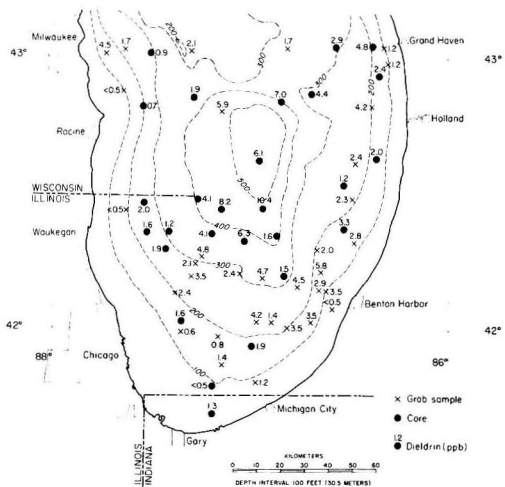 200 300
Milwaukee 4.5 1.7 2.1 1.7 2.9 4.8 1.2 Grand Haven
43° 0.9 300 1.2 43°
300 200 2.4
<0.5 1.9 7.0 4.4
0.7 5.9 4.2 Holland
Racine
6.1 2.4 2.0
1.2
500
WISCONSIN
ILLINOIS
4.1 2.3
<0.5 2.0 8.2 10.4
Waukegan 1.6 1.2 4.1 400 1.6 3.3
1.9 6.3 2.8
4.8 2.0
2.1 300
3.5 2.4 4.7 1.5 5.8
2.4 4.5 2.9 3.5
200 <0.5 Benton Harbor
42° 1.6 4.2 1.4 3.5 42°
0.6 3.5
88° Chicago 0.8 1.9 86°
100 1.4
<0.5 1.2
× Grab sample
1.3 Michigan City ● Core
Gary 1.2
● Dieldrin (ppb)
ILLINOIS
INDIANA
KILOMETERS
0 10 20 30 40 50 60
DEPTH INTERVAL 100 FEET (30.5 METERS)